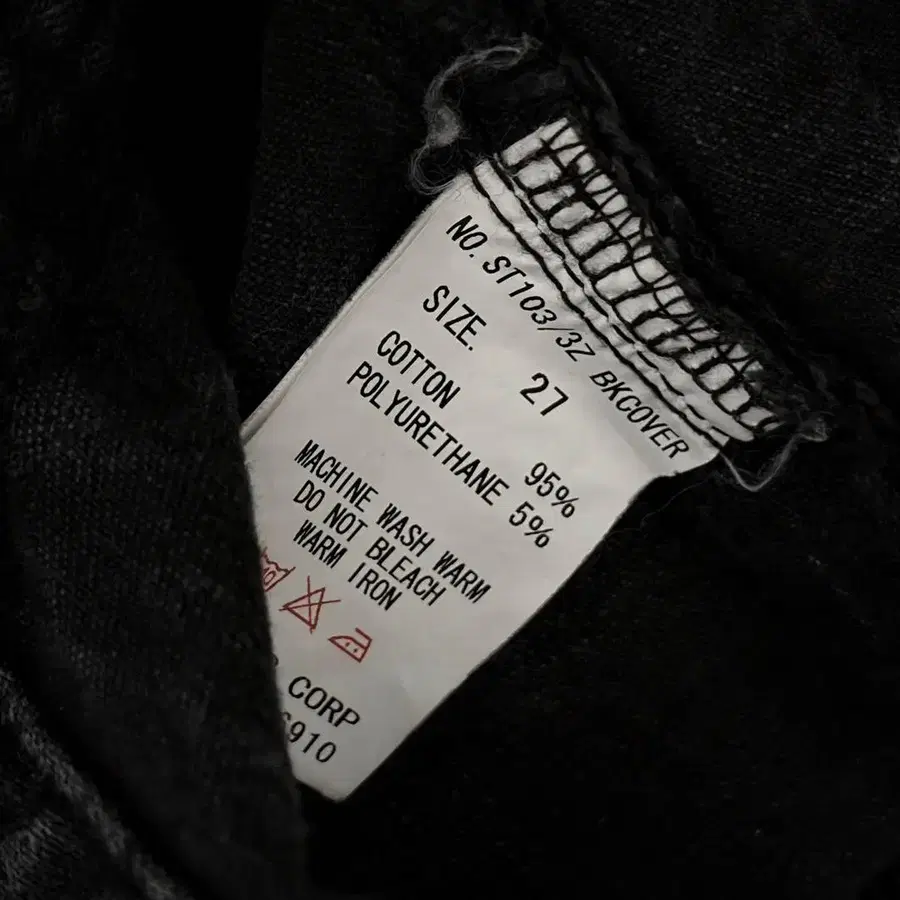 NO. ST103/3Z BKCOVER
SIZE. 27
COTTON 95%
POLYURETHANE 5%
MACHINE WASH WARM
DO NOT BLEACH
WARM IRON
CORP
910